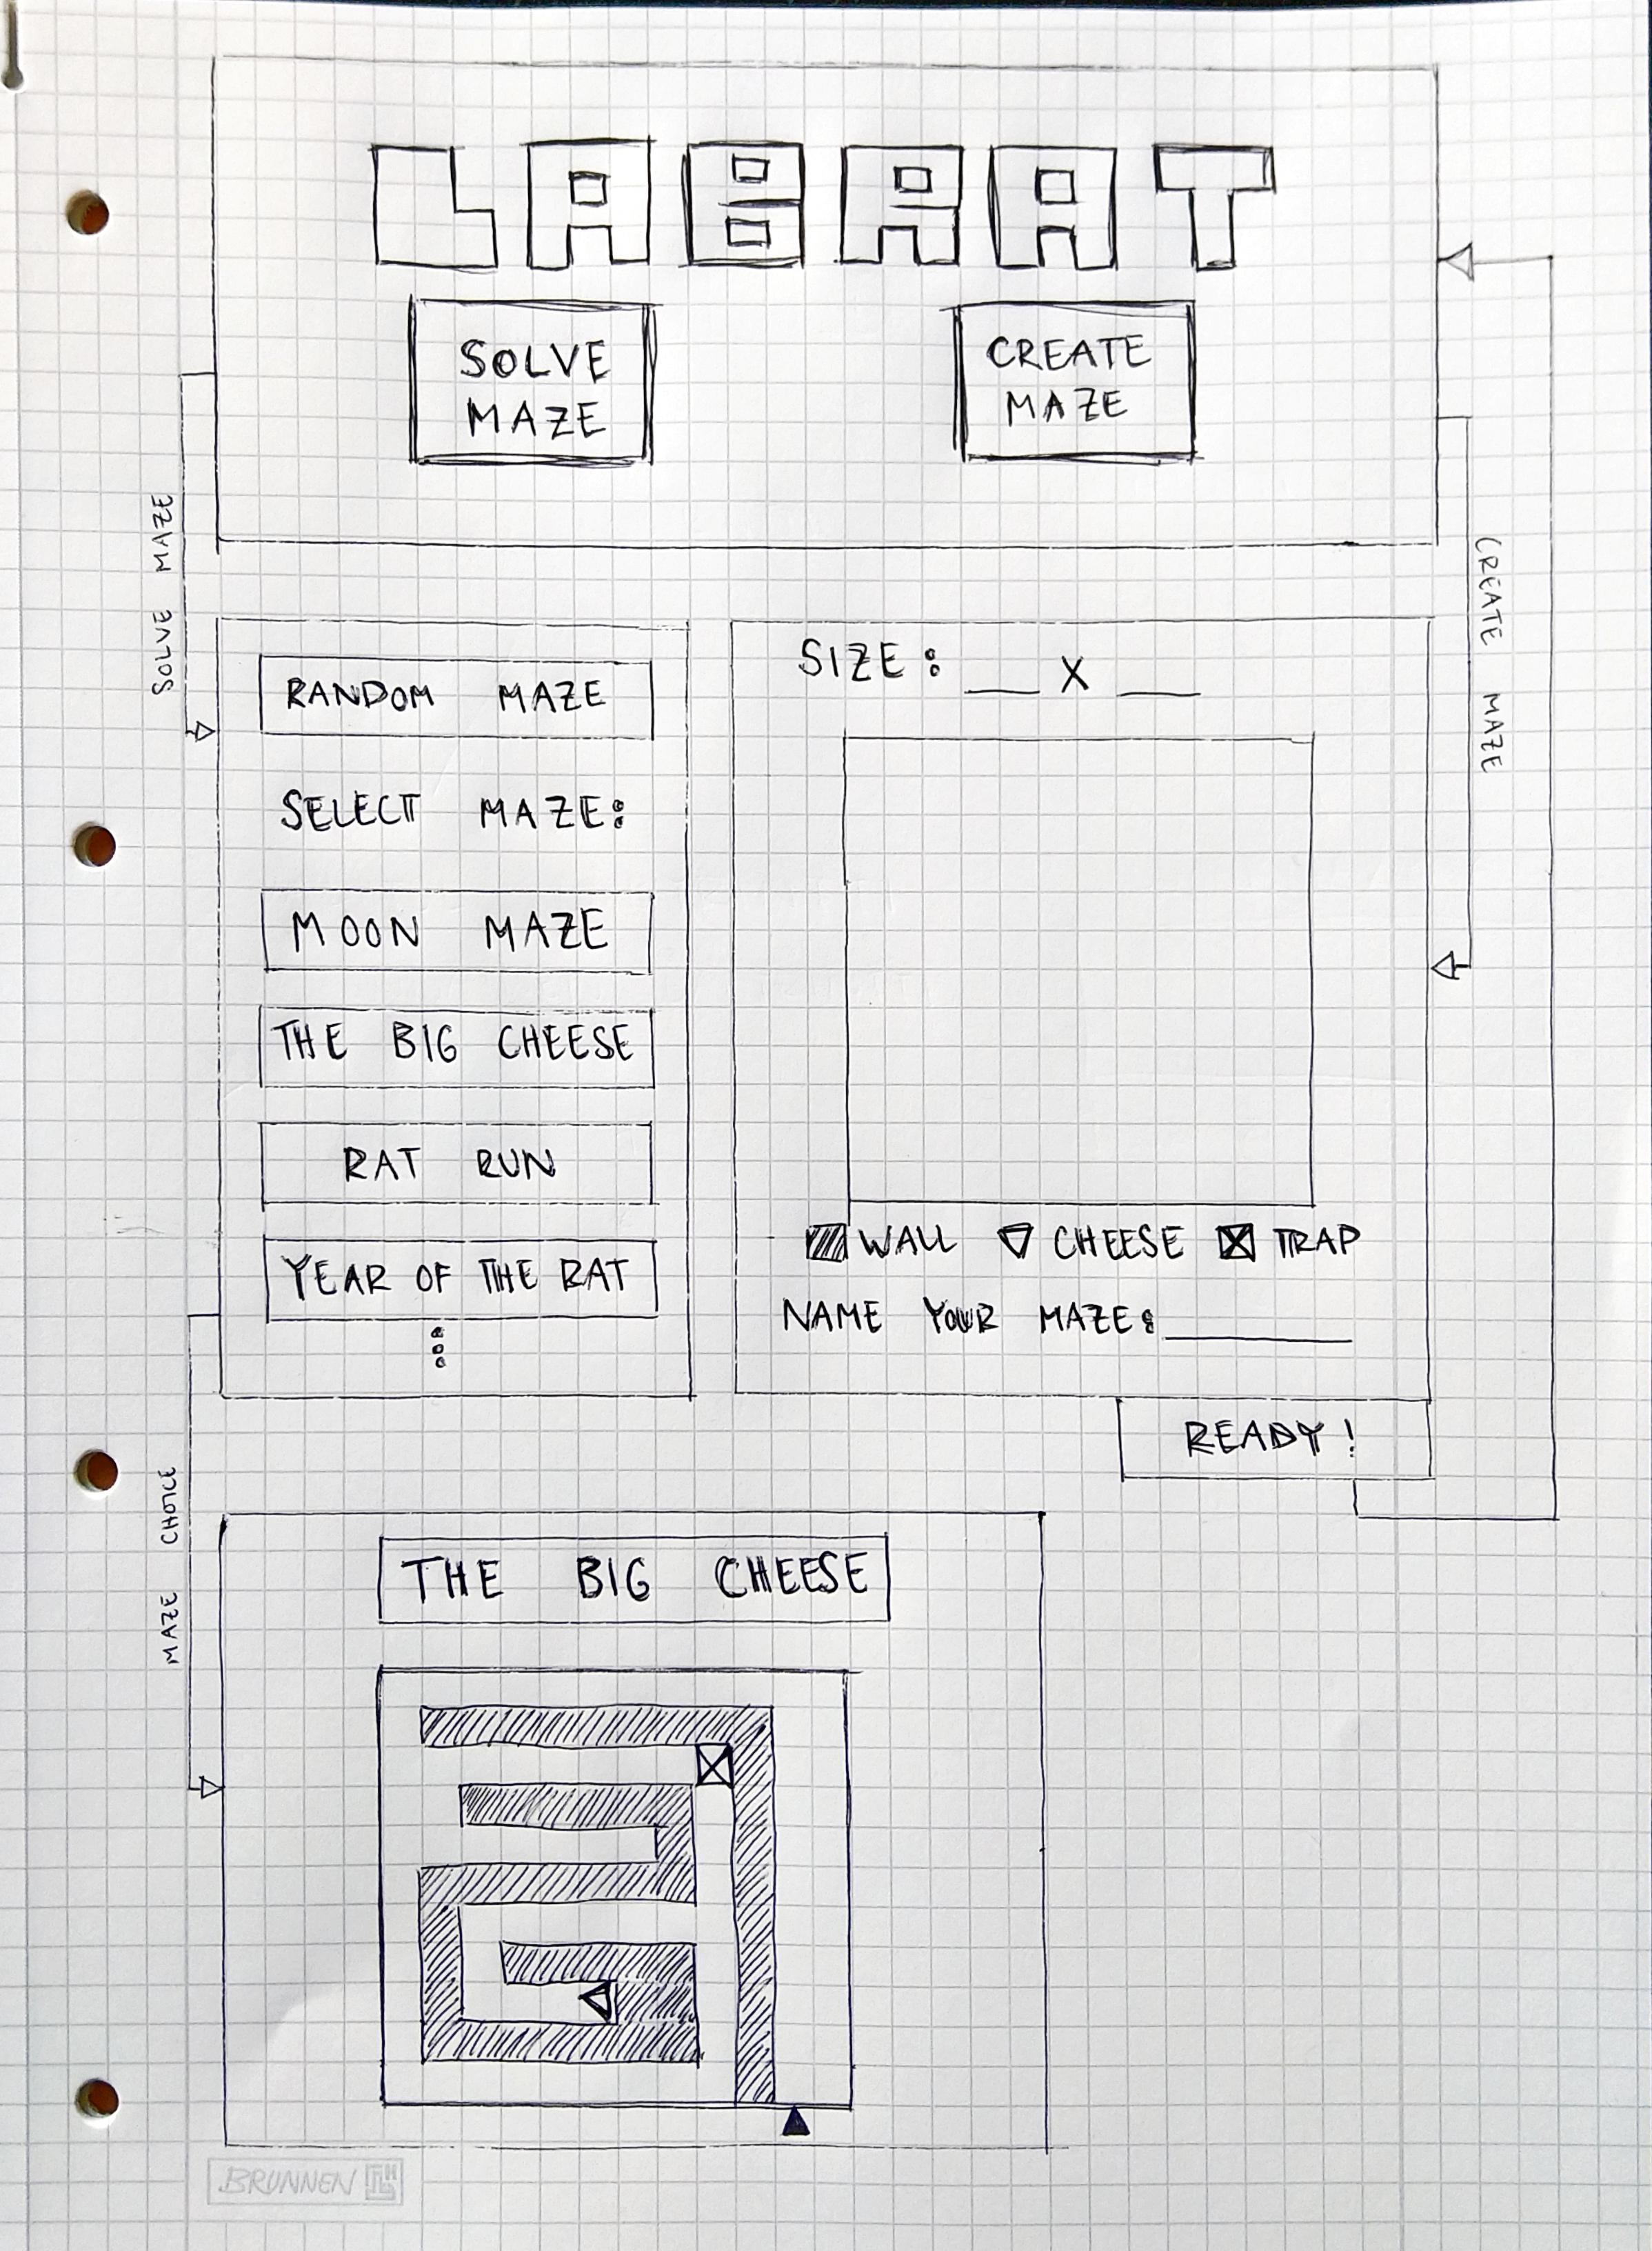 LABRAT
SOLVE
MAZE
CREATE
MAZE
SOLVE MAZE
CREATE MAZE
RANDOM MAZE
SELECT MAZE:
MOON MAZE
THE BIG CHEESE
RAT RUN
YEAR OF THE RAT
SIZE: ___ X ___
WALL CHEESE TRAP
NAME YOUR MAZE: ______
READY!
MAZE CHOICE
THE BIG CHEESE
BRUNNEN